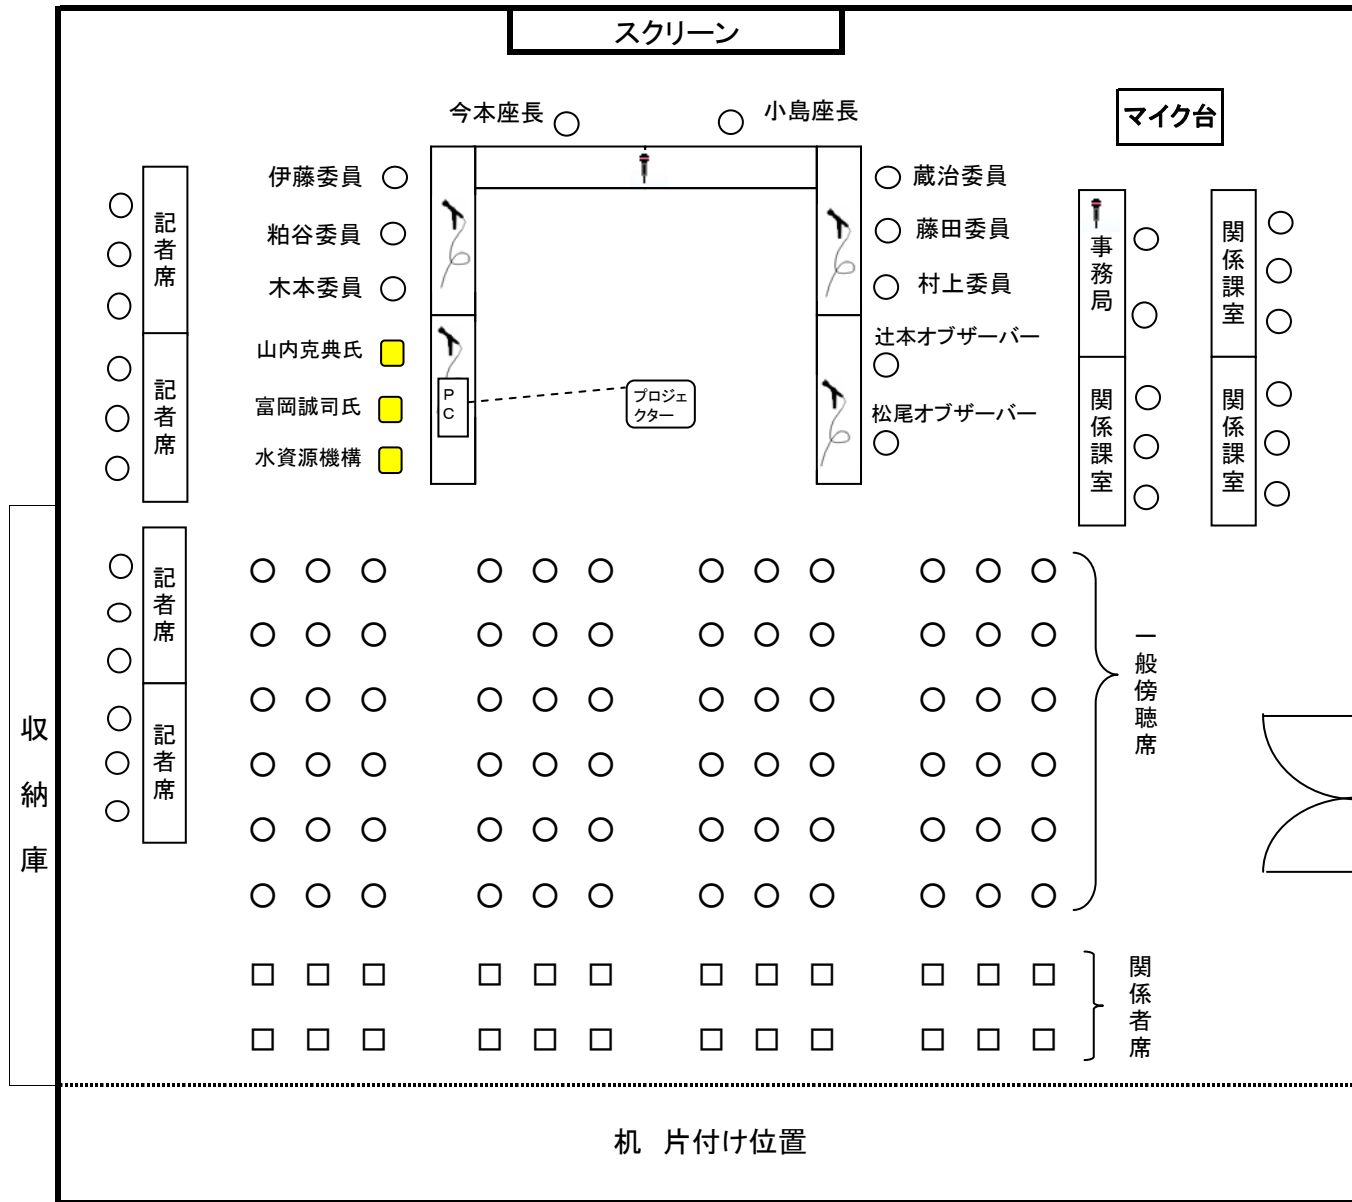 スクリーン
今本座長
小島座長
マイク台
伊藤委員
蔵治委員
粕谷委員
藤田委員
木本委員
村上委員
山内克典氏
辻本オブザーバー
富岡誠司氏
松尾オブザーバー
水資源機構
PC
プロジェ
クター
記者席
記者席
記者席
記者席
事務局
関係課室
関係課室
関係課室
一般傍聴席
関係者席
収納庫
机 片付け位置